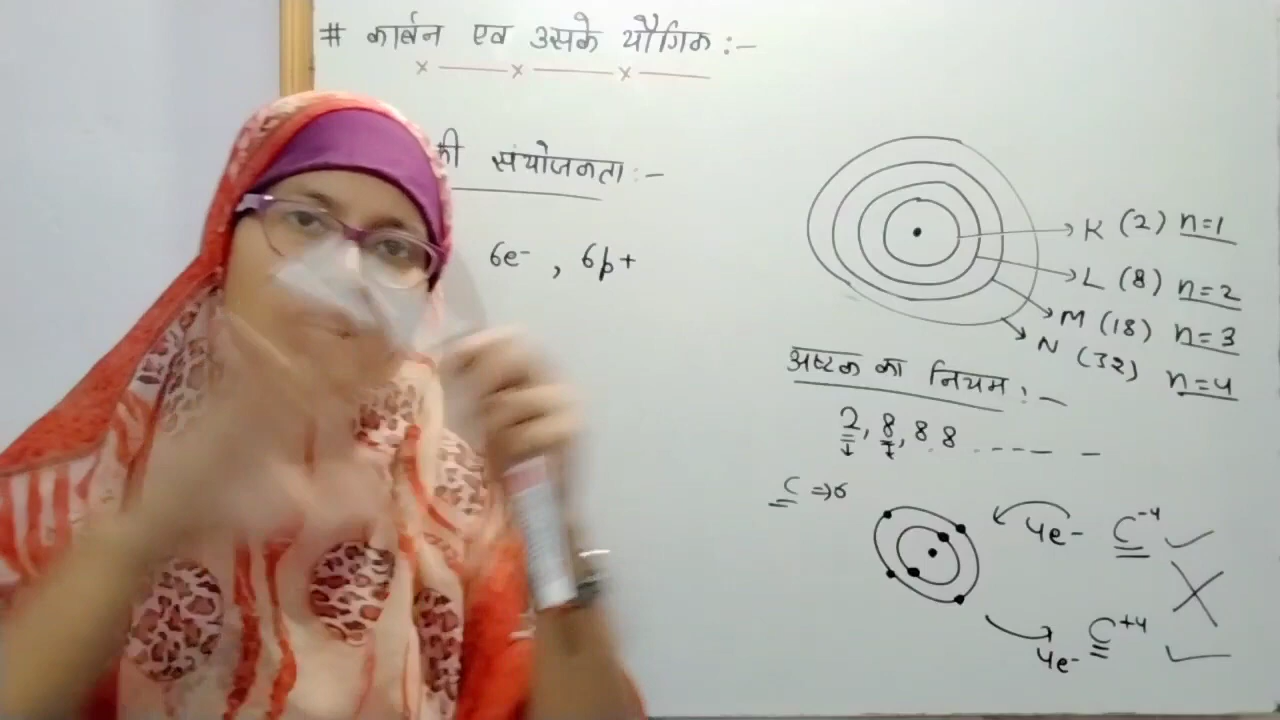 # कार्बन एवं उसके यौगिक :-
की संयोजकता :-
6e⁻ , 6p+
K (2) n=1
L (8) n=2
M (18) n=3
N (32) n=4
अष्टक का नियम :-
2, 8, 8 8 -----
C ⇒ 6
4e- C⁻⁴
4e- C⁺⁴